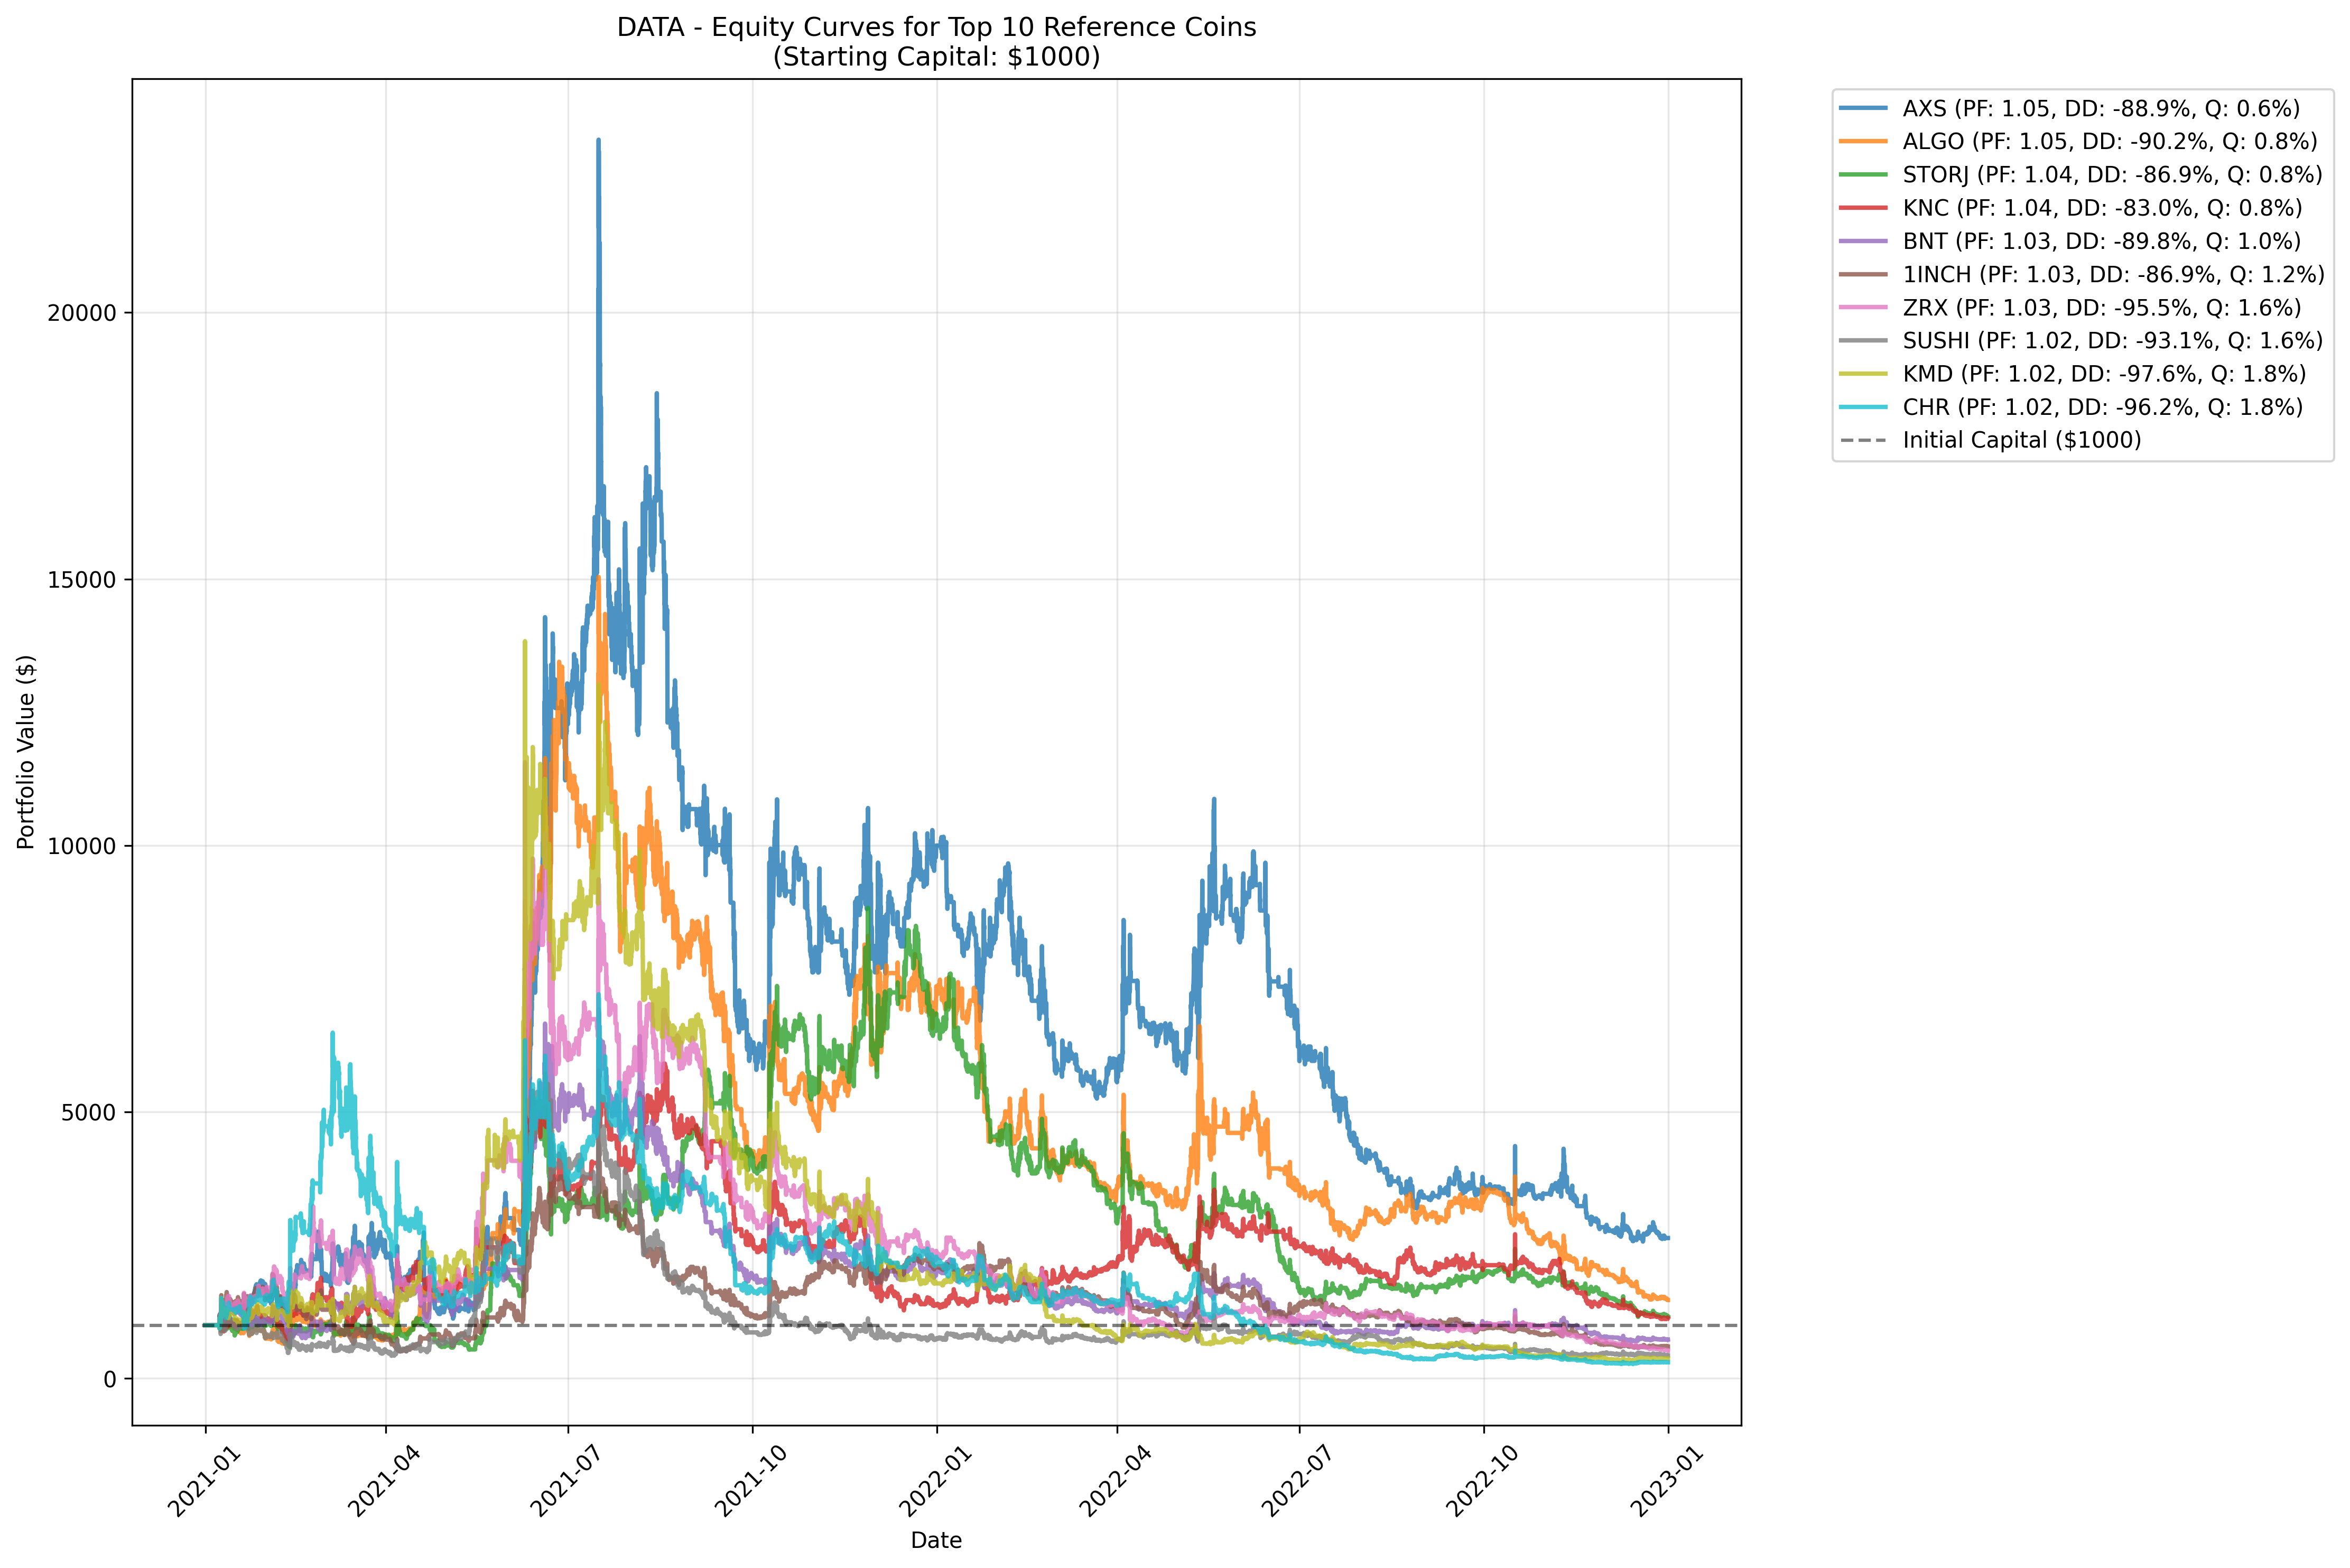 DATA - Equity Curves for Top 10 Reference Coins
(Starting Capital: $1000)
AXS (PF: 1.05, DD: -88.9%, Q: 0.6%)
ALGO (PF: 1.05, DD: -90.2%, Q: 0.8%)
STORJ (PF: 1.04, DD: -86.9%, Q: 0.8%)
KNC (PF: 1.04, DD: -83.0%, Q: 0.8%)
BNT (PF: 1.03, DD: -89.8%, Q: 1.0%)
1INCH (PF: 1.03, DD: -86.9%, Q: 1.2%)
ZRX (PF: 1.03, DD: -95.5%, Q: 1.6%)
SUSHI (PF: 1.02, DD: -93.1%, Q: 1.6%)
KMD (PF: 1.02, DD: -97.6%, Q: 1.8%)
CHR (PF: 1.02, DD: -96.2%, Q: 1.8%)
Initial Capital ($1000)
Portfolio Value ($)
20000
15000
10000
5000
0
2021-01
2021-04
2021-07
2021-10
2022-01
2022-04
2022-07
2022-10
2023-01
Date